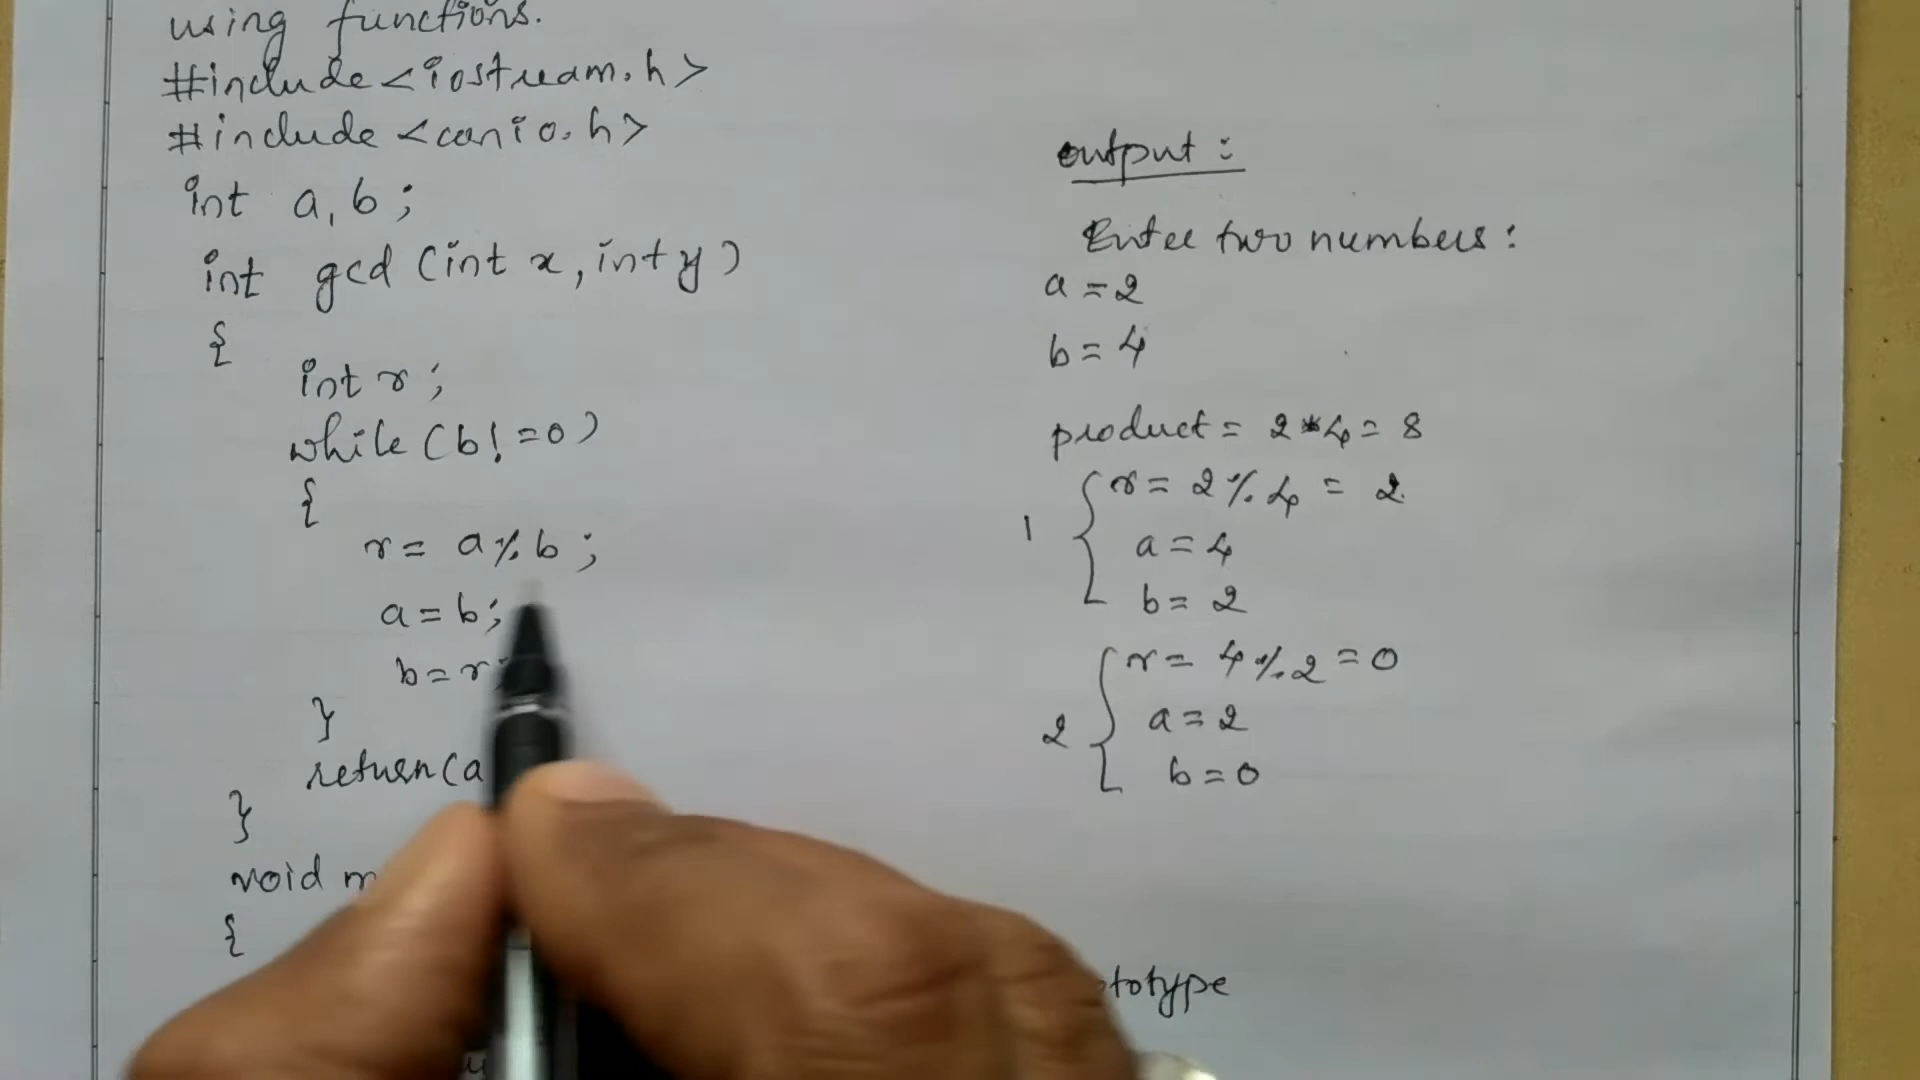 using functions.
#include<iostream.h>
#include <conio.h>
int a, b;
int gcd (int x, int y)
{
int r;
while (b! =0)
{
r= a%b;
a=b;
b=r;
}
return(a
}
void m
{
output:
Enter two numbers:
a=2
b=4
product= 2*4=8
1
r= 2%4 = 2
a=4
b=2
2
r= 4%2=0
a=2
b=0
ototype